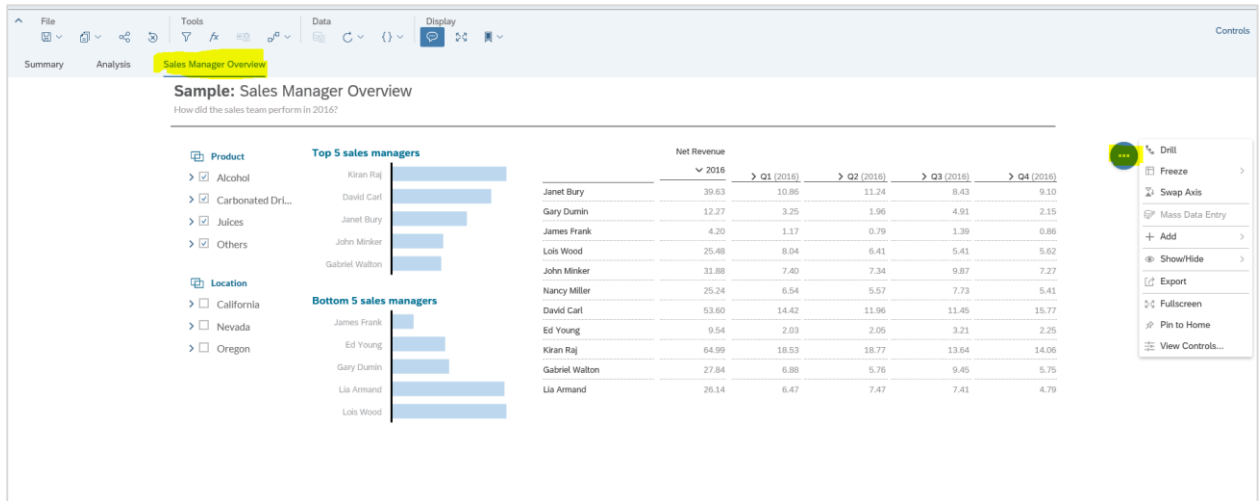 File Tools Data Display
fx
Controls
Summary Analysis Sales Manager Overview
Sample: Sales Manager Overview
How did the sales team perform in 2016?
Product
Alcohol
Carbonated Dri...
Juices
Others
Location
California
Nevada
Oregon
Top 5 sales managers
Kiran Raj
David Carl
Janet Bury
John Minker
Gabriel Walton
Bottom 5 sales managers
James Frank
Ed Young
Gary Dumin
Lia Armand
Lois Wood
Net Revenue
2016 Q1 (2016) Q2 (2016) Q3 (2016) Q4 (2016)
Janet Bury 39.63 10.86 11.24 8.43 9.10
Gary Dumin 12.27 3.25 1.96 4.91 2.15
James Frank 4.20 1.17 0.79 1.39 0.86
Lois Wood 25.48 8.04 6.41 5.41 5.62
John Minker 31.88 7.40 7.34 9.87 7.27
Nancy Miller 25.24 6.54 5.57 7.73 5.41
David Carl 53.60 14.42 11.96 11.45 15.77
Ed Young 9.54 2.03 2.05 3.21 2.25
Kiran Raj 64.99 18.53 18.77 13.64 14.06
Gabriel Walton 27.84 6.88 5.76 9.45 5.75
Lia Armand 26.14 6.47 7.47 7.41 4.79
Drill
Freeze
Swap Axis
Mass Data Entry
Add
Show/Hide
Export
Fullscreen
Pin to Home
View Controls...